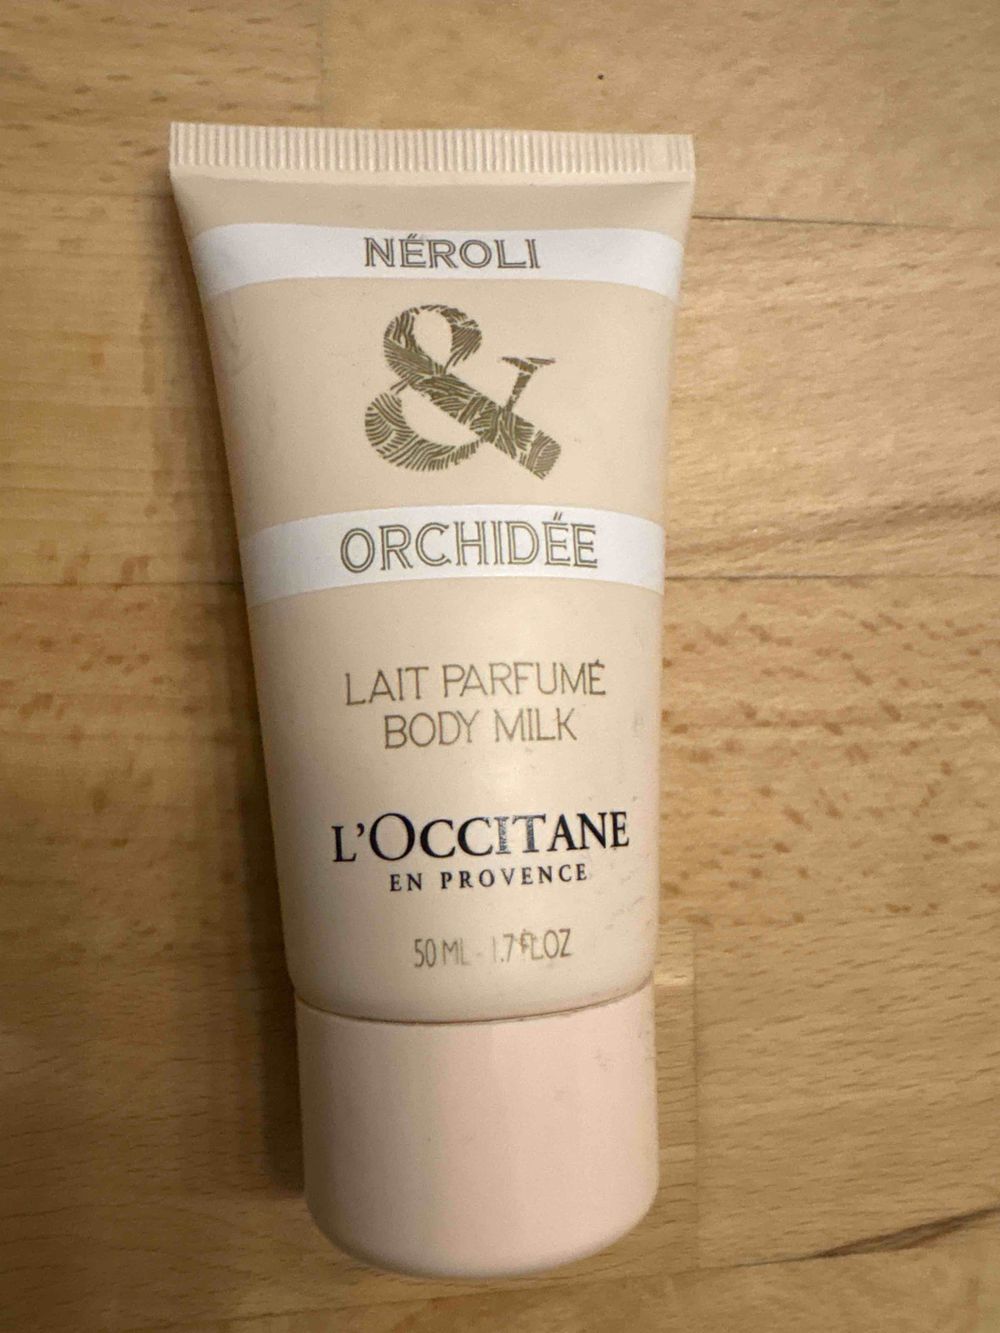 NÉROLI
&
ORCHIDÉE
LAIT PARFUMÉ
BODY MILK
L'OCCITANE
EN PROVENCE
50 ML - 1.7 FL.OZ